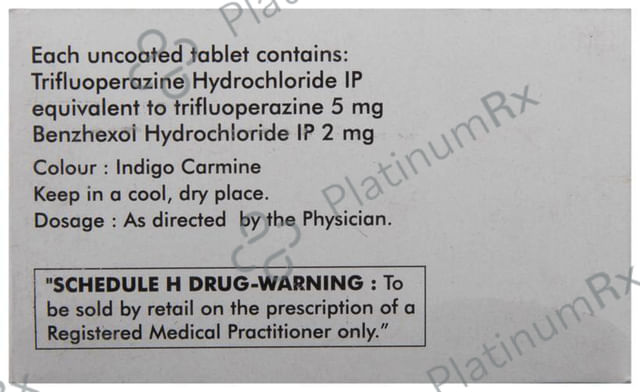 Each uncoated tablet contains:
Trifluoperazine Hydrochloride IP
equivalent to trifluoperazine 5 mg
Benzhexol Hydrochloride IP 2 mg
Colour : Indigo Carmine
Keep in a cool, dry place.
Dosage : As directed by the Physician.
"SCHEDULE H DRUG-WARNING : To
be sold by retail on the prescription of a
Registered Medical Practitioner only."
PlatinumRx
PlatinumRx